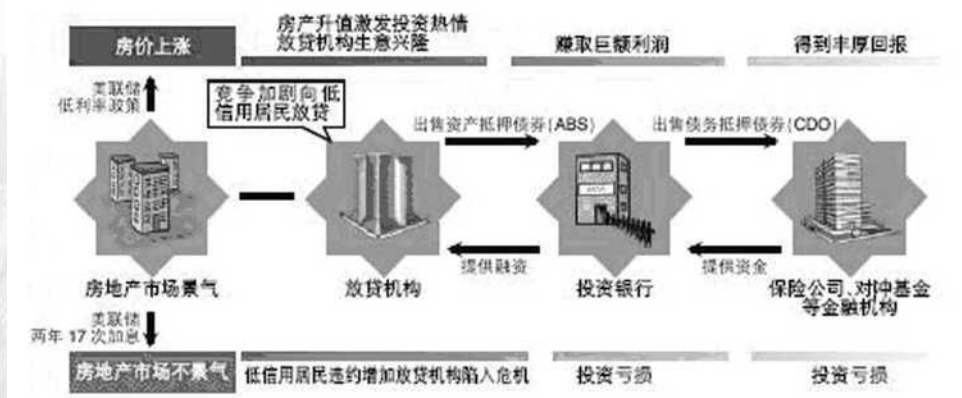 房价上涨
房产升值激发投资热情
放贷机构生意兴隆
赚取巨额利润
得到丰厚回报
美联储
低利率政策
竞争加剧向低
信用居民放贷
出售资产抵押债券(ABS)
出售债务抵押债券(CDO)
提供融资
提供资金
房地产市场景气
放贷机构
投资银行
保险公司、对冲基金
等金融机构
美联储
两年17次加息
房地产市场不景气
低信用居民违约增加放贷机构陷入危机
投资亏损
投资亏损